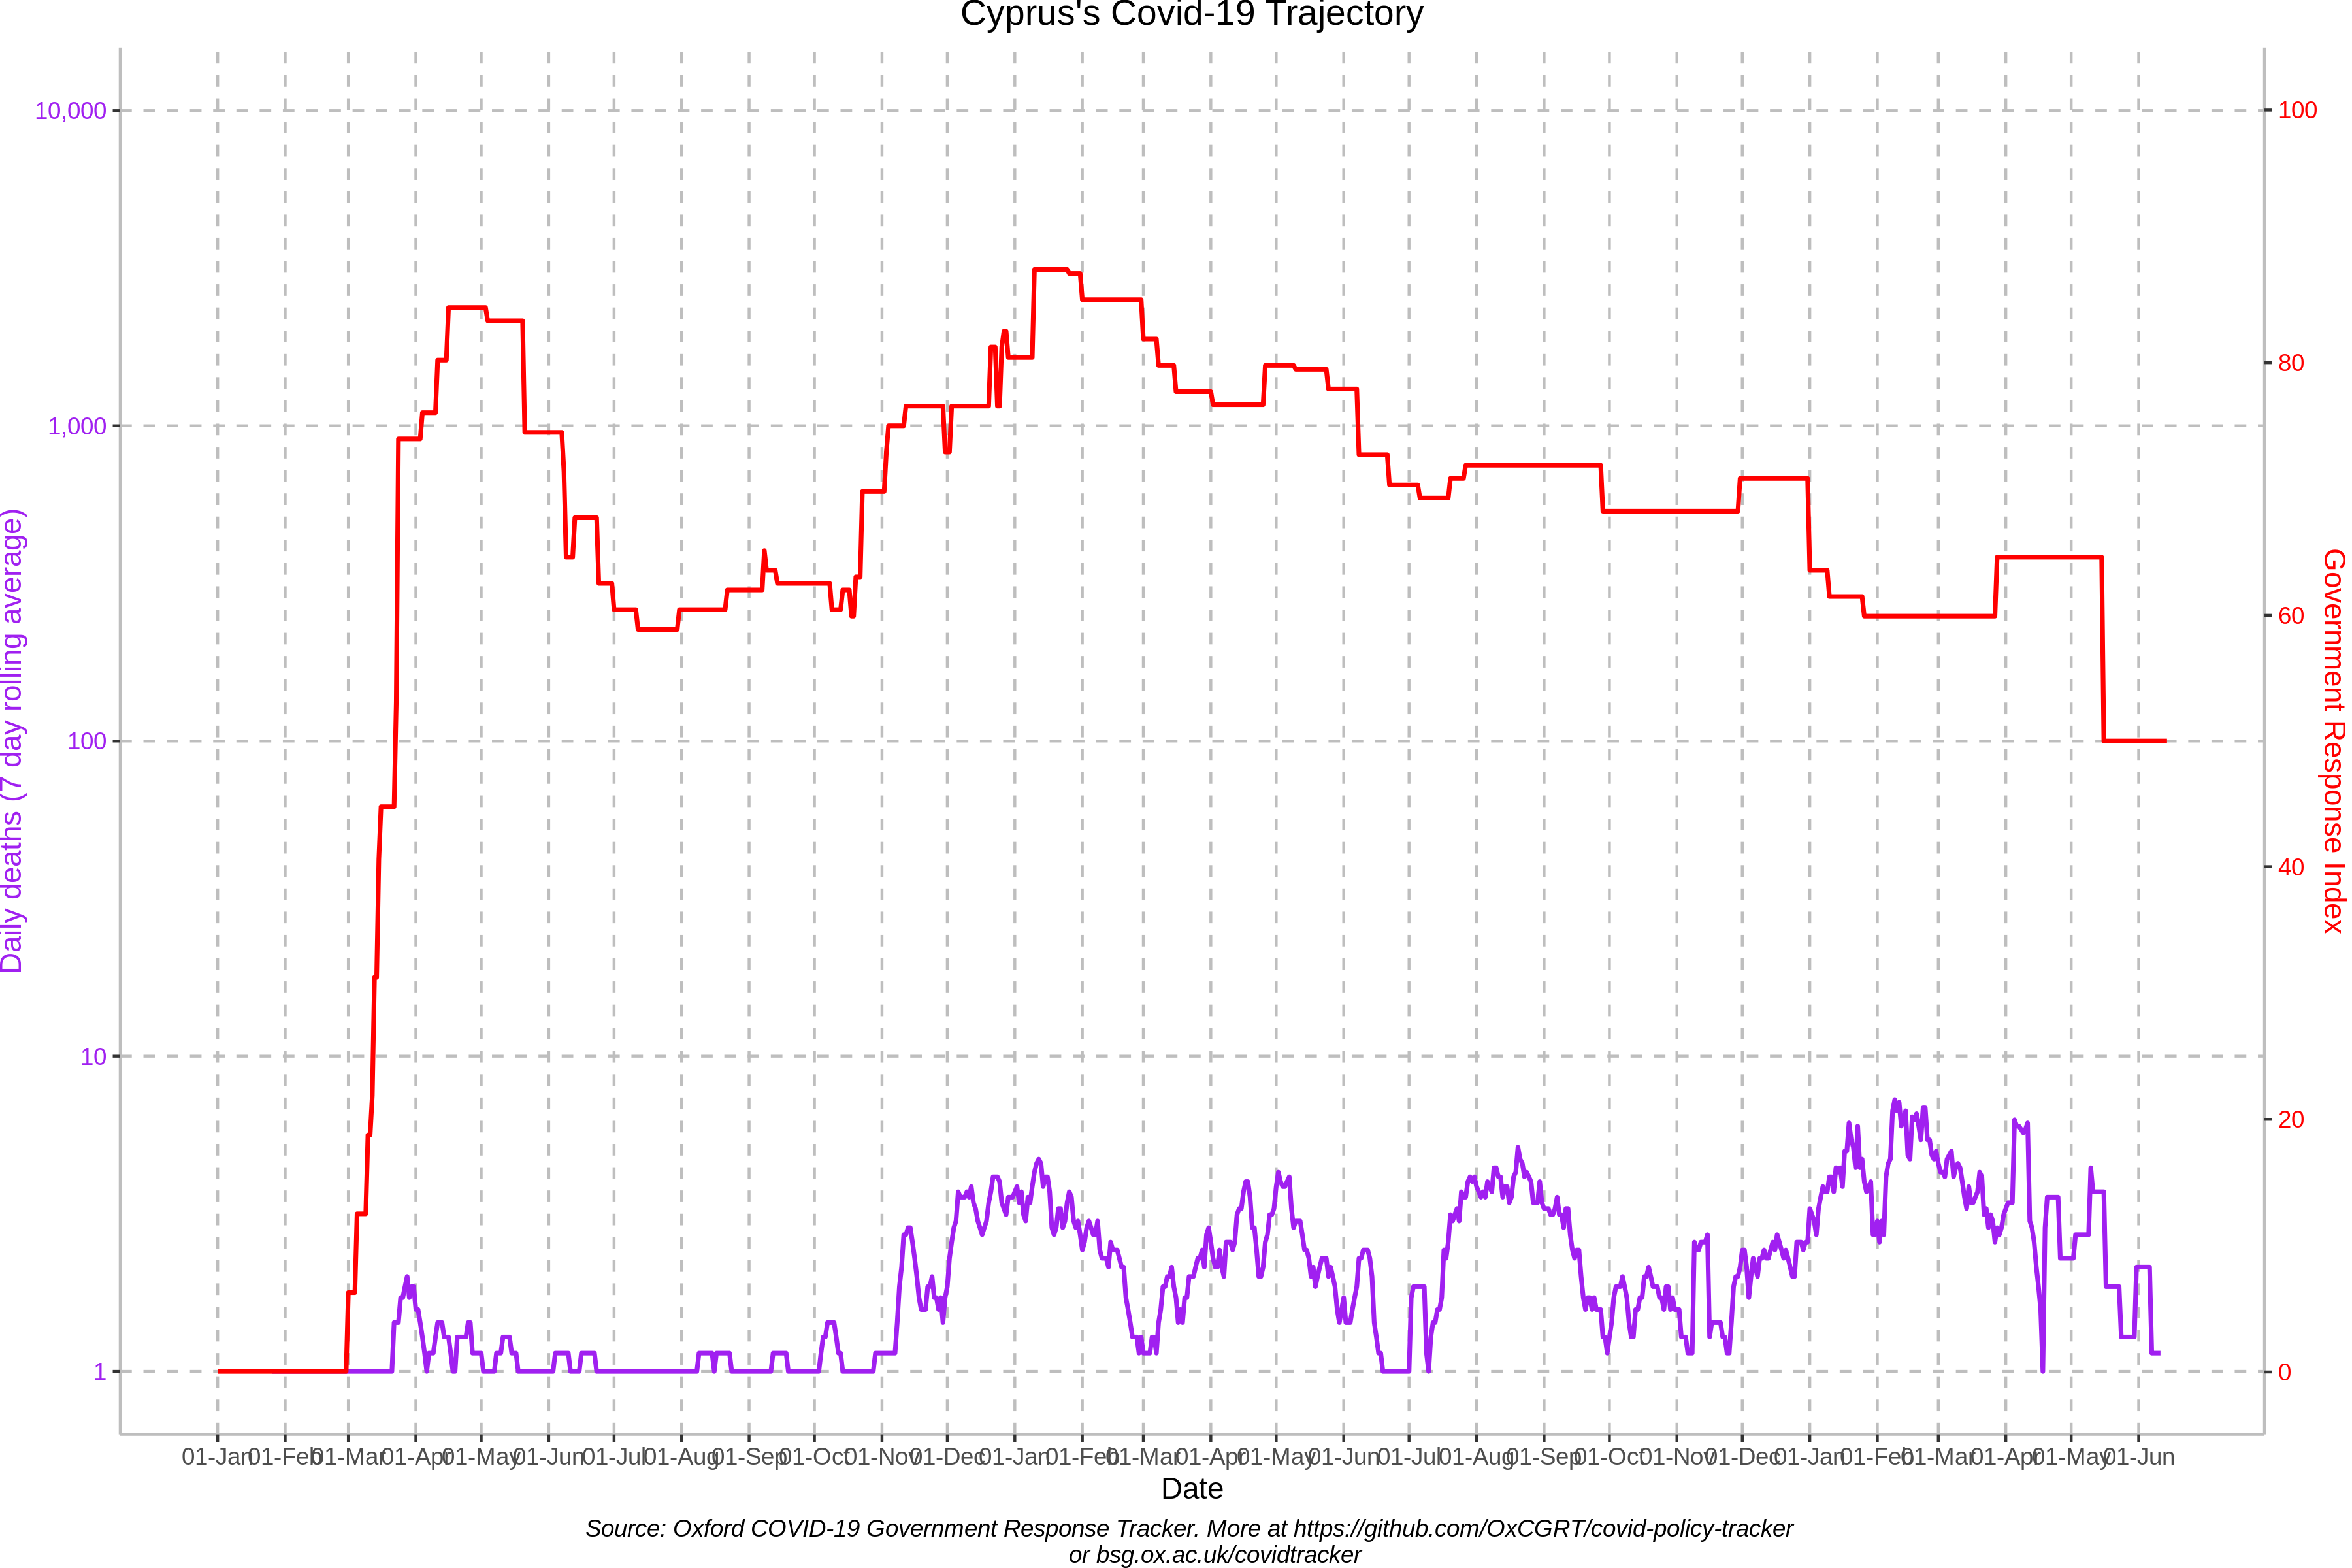 Cyprus's Covid-19 Trajectory
10,000
1,000
100
10
1
Daily deaths (7 day rolling average)
100
80
60
40
20
0
Government Response Index
01-Jan 01-Feb 01-Mar 01-Apr 01-May 01-Jun 01-Jul 01-Aug 01-Sep 01-Oct 01-Nov 01-Dec 01-Jan 01-Feb 01-Mar 01-Apr 01-May 01-Jun 01-Jul 01-Aug 01-Sep 01-Oct 01-Nov 01-Dec 01-Jan 01-Feb 01-Mar 01-Apr 01-May 01-Jun
Date
Source: Oxford COVID-19 Government Response Tracker. More at https://github.com/OxCGRT/covid-policy-tracker
or bsg.ox.ac.uk/covidtracker